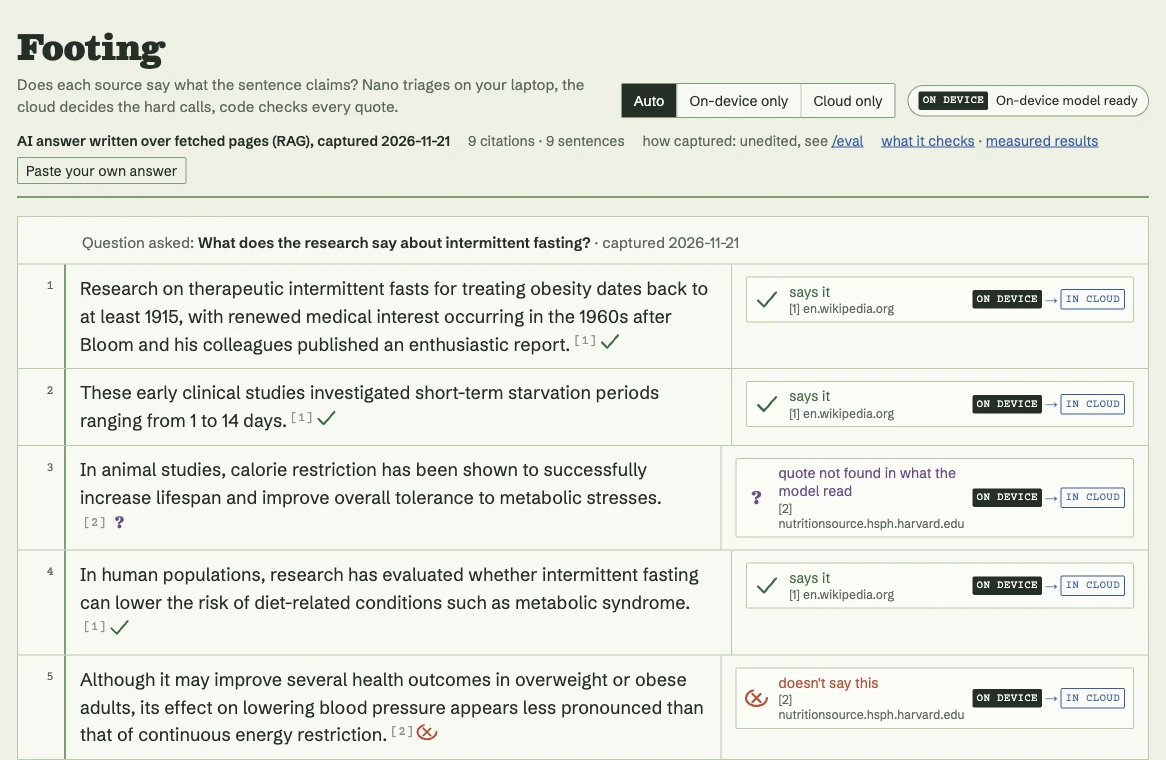 Footing
Does each source say what the sentence claims? Nano triages on your laptop, the
cloud decides the hard calls, code checks every quote.
Auto On-device only Cloud only
ON DEVICE On-device model ready
AI answer written over fetched pages (RAG), captured 2026-11-21 9 citations · 9 sentences how captured: unedited, see /eval what it checks · measured results
Paste your own answer
Question asked: What does the research say about intermittent fasting? · captured 2026-11-21
1
Research on therapeutic intermittent fasts for treating obesity dates back to
at least 1915, with renewed medical interest occurring in the 1960s after
Bloom and his colleagues published an enthusiastic report. [1] ✓
says it
[1] en.wikipedia.org
ON DEVICE → IN CLOUD
2
These early clinical studies investigated short-term starvation periods
ranging from 1 to 14 days. [1] ✓
says it
[1] en.wikipedia.org
ON DEVICE → IN CLOUD
3
In animal studies, calorie restriction has been shown to successfully
increase lifespan and improve overall tolerance to metabolic stresses.
[2] ?
?
quote not found in what the
model read
[2]
nutritionsource.hsph.harvard.edu
ON DEVICE → IN CLOUD
4
In human populations, research has evaluated whether intermittent fasting
can lower the risk of diet-related conditions such as metabolic syndrome.
[1] ✓
says it
[1] en.wikipedia.org
ON DEVICE → IN CLOUD
5
Although it may improve several health outcomes in overweight or obese
adults, its effect on lowering blood pressure appears less pronounced than
that of continuous energy restriction. [2]
doesn't say this
[2]
nutritionsource.hsph.harvard.edu
ON DEVICE → IN CLOUD